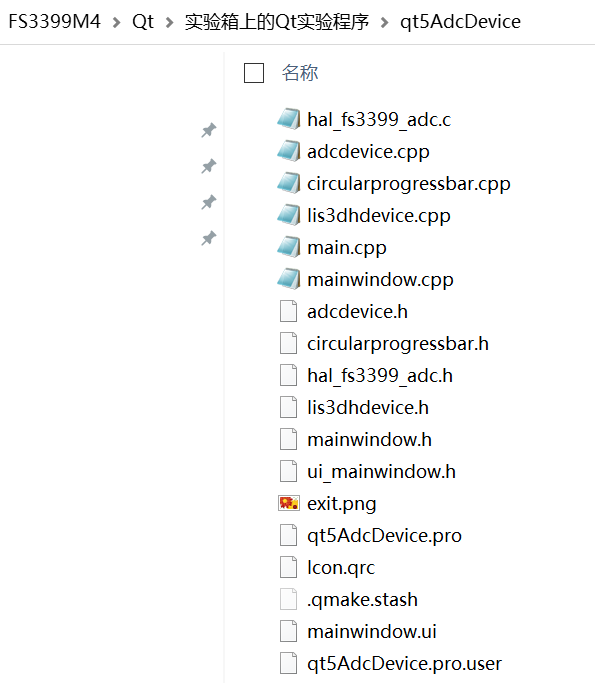 FS3399M4 > Qt > 实验箱上的Qt实验程序 > qt5AdcDevice
名称
hal_fs3399_adc.c
adcdevice.cpp
circularprogressbar.cpp
lis3dhdevice.cpp
main.cpp
mainwindow.cpp
adcdevice.h
circularprogressbar.h
hal_fs3399_adc.h
lis3dhdevice.h
mainwindow.h
ui_mainwindow.h
exit.png
qt5AdcDevice.pro
Icon.qrc
.qmake.stash
mainwindow.ui
qt5AdcDevice.pro.user